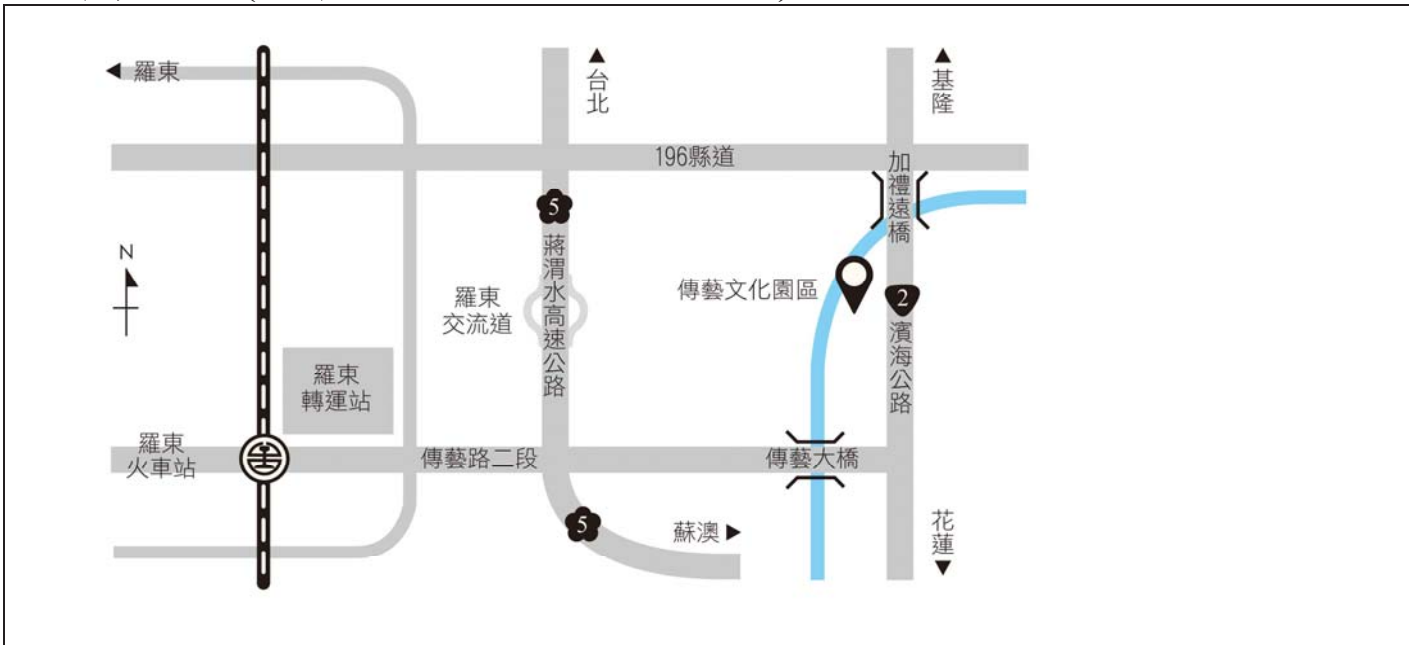 羅東
台北
基隆
196縣道
加禮遠橋
5
N
蔣渭水高速公路
羅東
交流道
傳藝文化園區
2
濱海公路
羅東
轉運站
羅東
火車站
傳藝路二段
傳藝大橋
5
蘇澳
花蓮